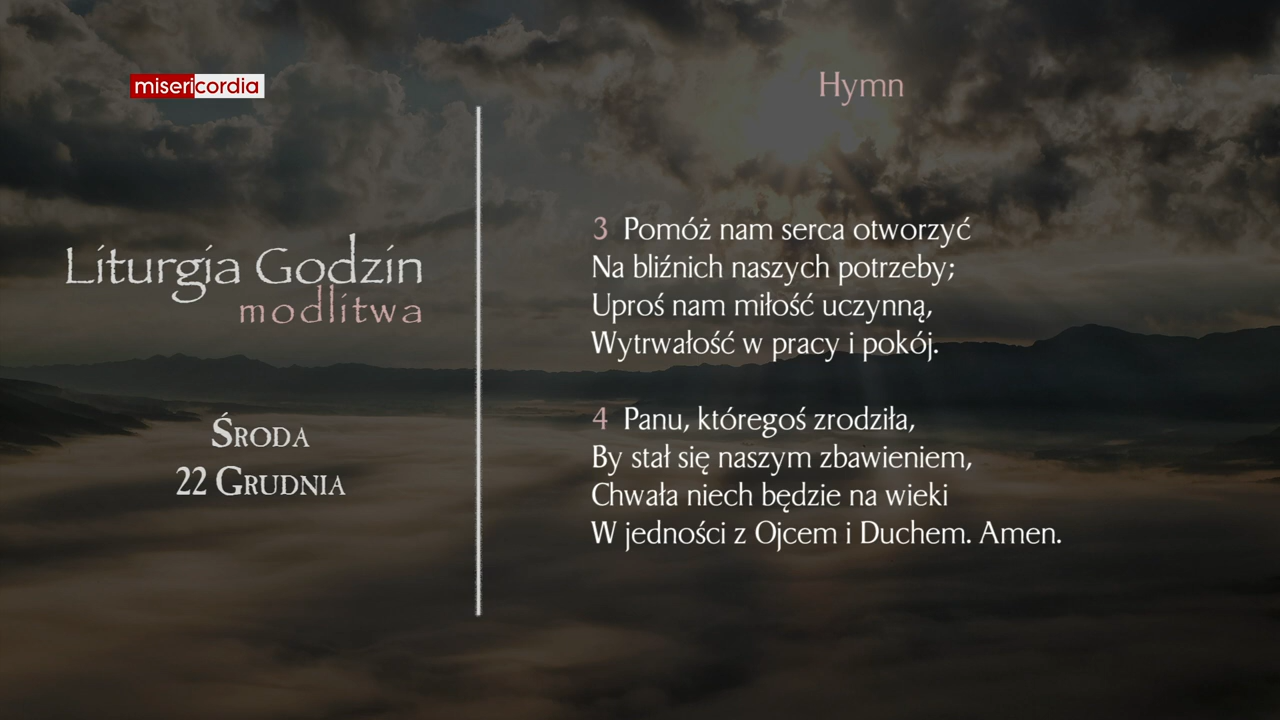 misericordia
Liturgia Godzin
modlitwa
Środa
22 Grudnia
Hymn
3 Pomóż nam serca otworzyć
Na bliźnich naszych potrzeby;
Uproś nam miłość uczynną,
Wytrwałość w pracy i pokój.
4 Panu, któregoś zrodziła,
By stał się naszym zbawieniem,
Chwała niech będzie na wieki
W jedności z Ojcem i Duchem. Amen.